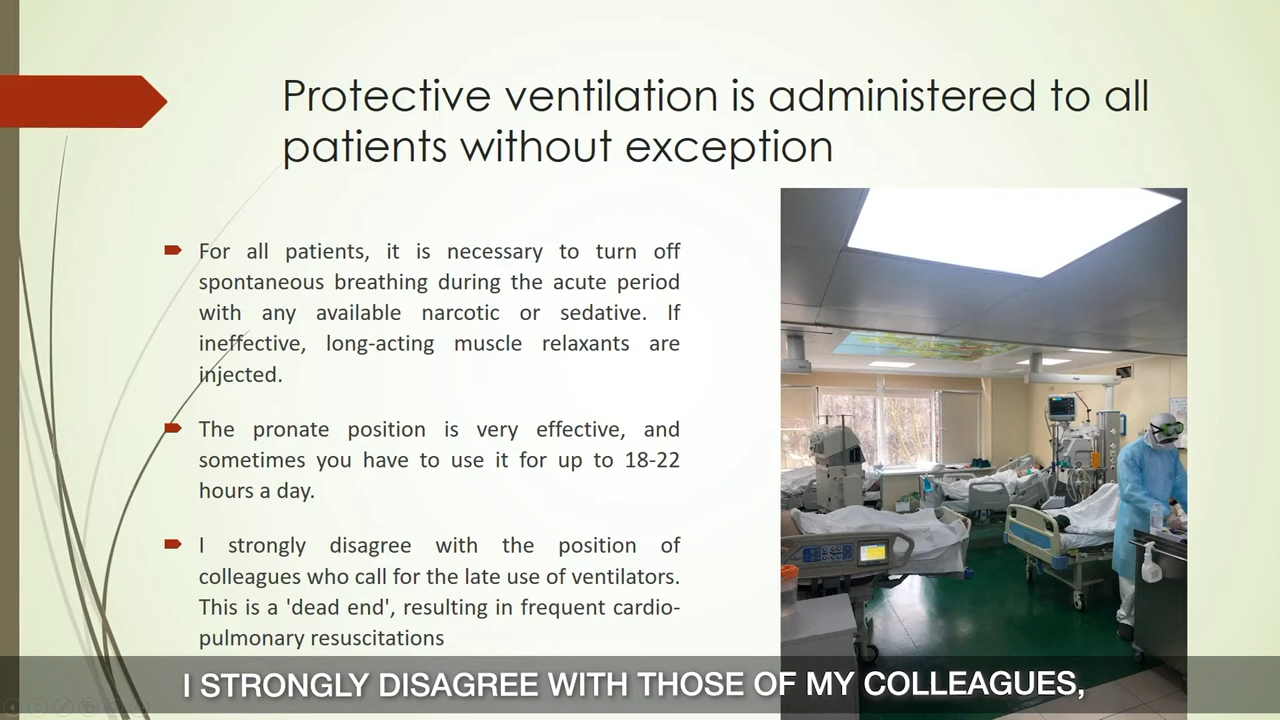 Protective ventilation is administered to all
patients without exception
For all patients, it is necessary to turn off
spontaneous breathing during the acute period
with any available narcotic or sedative. If
ineffective, long-acting muscle relaxants are
injected.
The pronate position is very effective, and
sometimes you have to use it for up to 18-22
hours a day.
I strongly disagree with the position of
colleagues who call for the late use of ventilators.
This is a 'dead end', resulting in frequent cardio-
pulmonary resuscitations
I STRONGLY DISAGREE WITH THOSE OF MY COLLEAGUES,